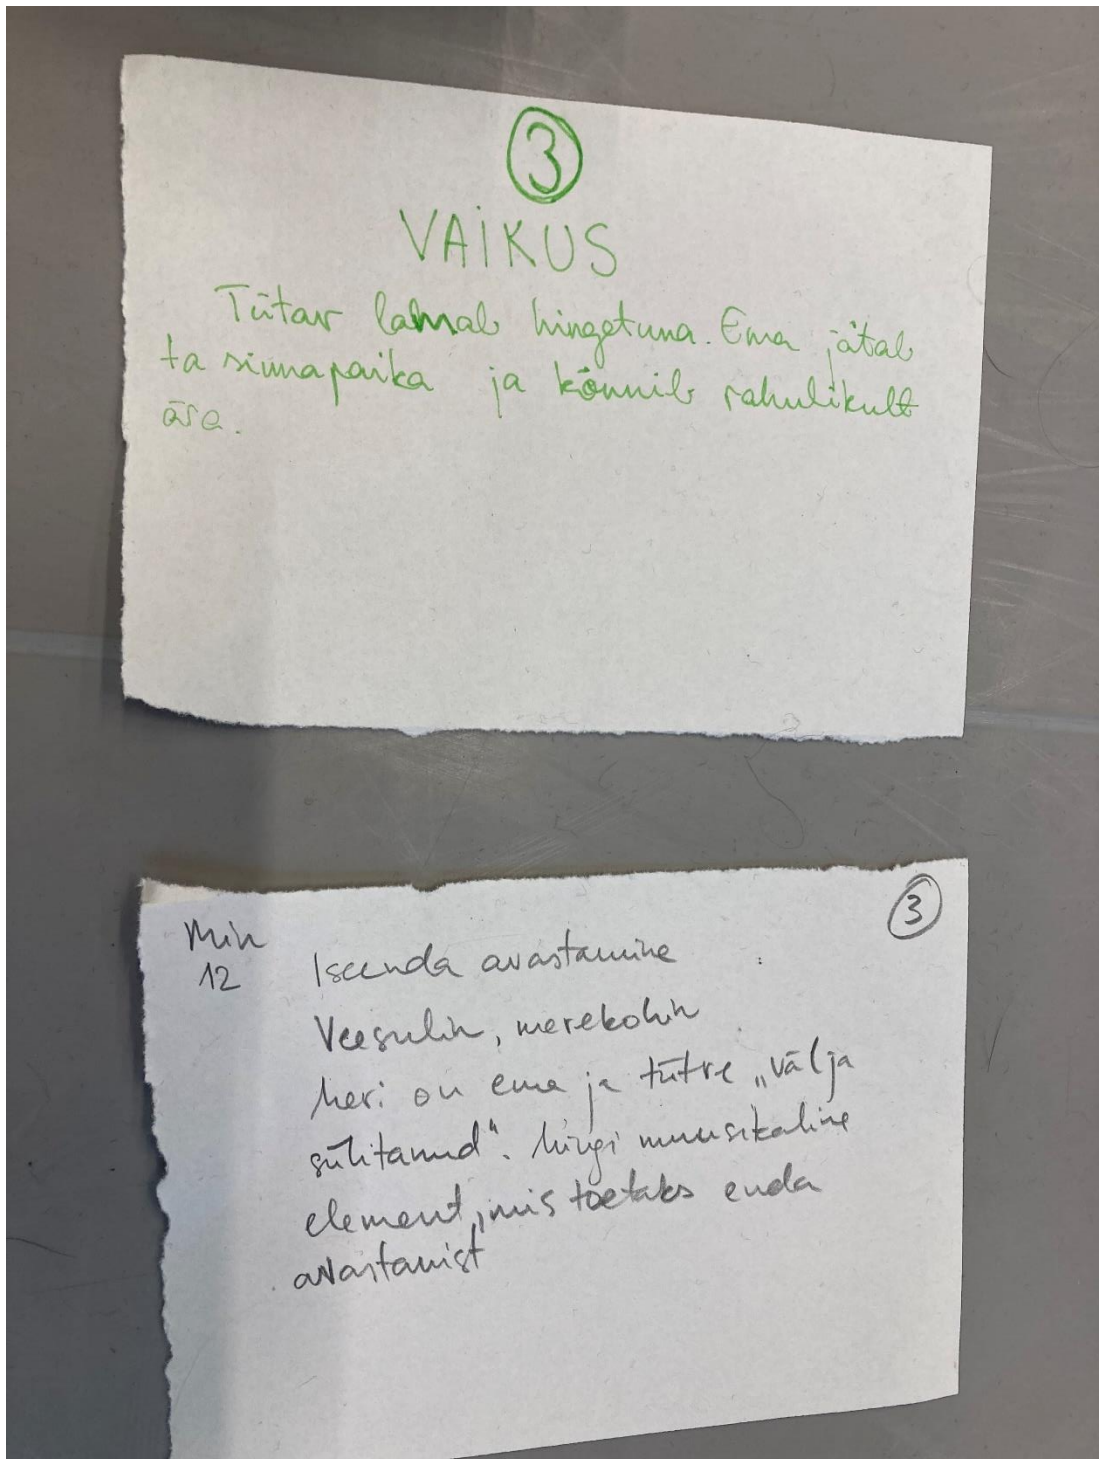 3
VAIKUS
Tütar lamab hingetuna. Ema jätab
ta sinnapaika ja kõnnib rahulikult
ära.
3
Min
12
Iseenda avastamine
Veesulin, merekohin
Meri on ema ja tütre „välja
sülitanud“. Mingi muusikaline
element, mis toetaks enda
avastamist